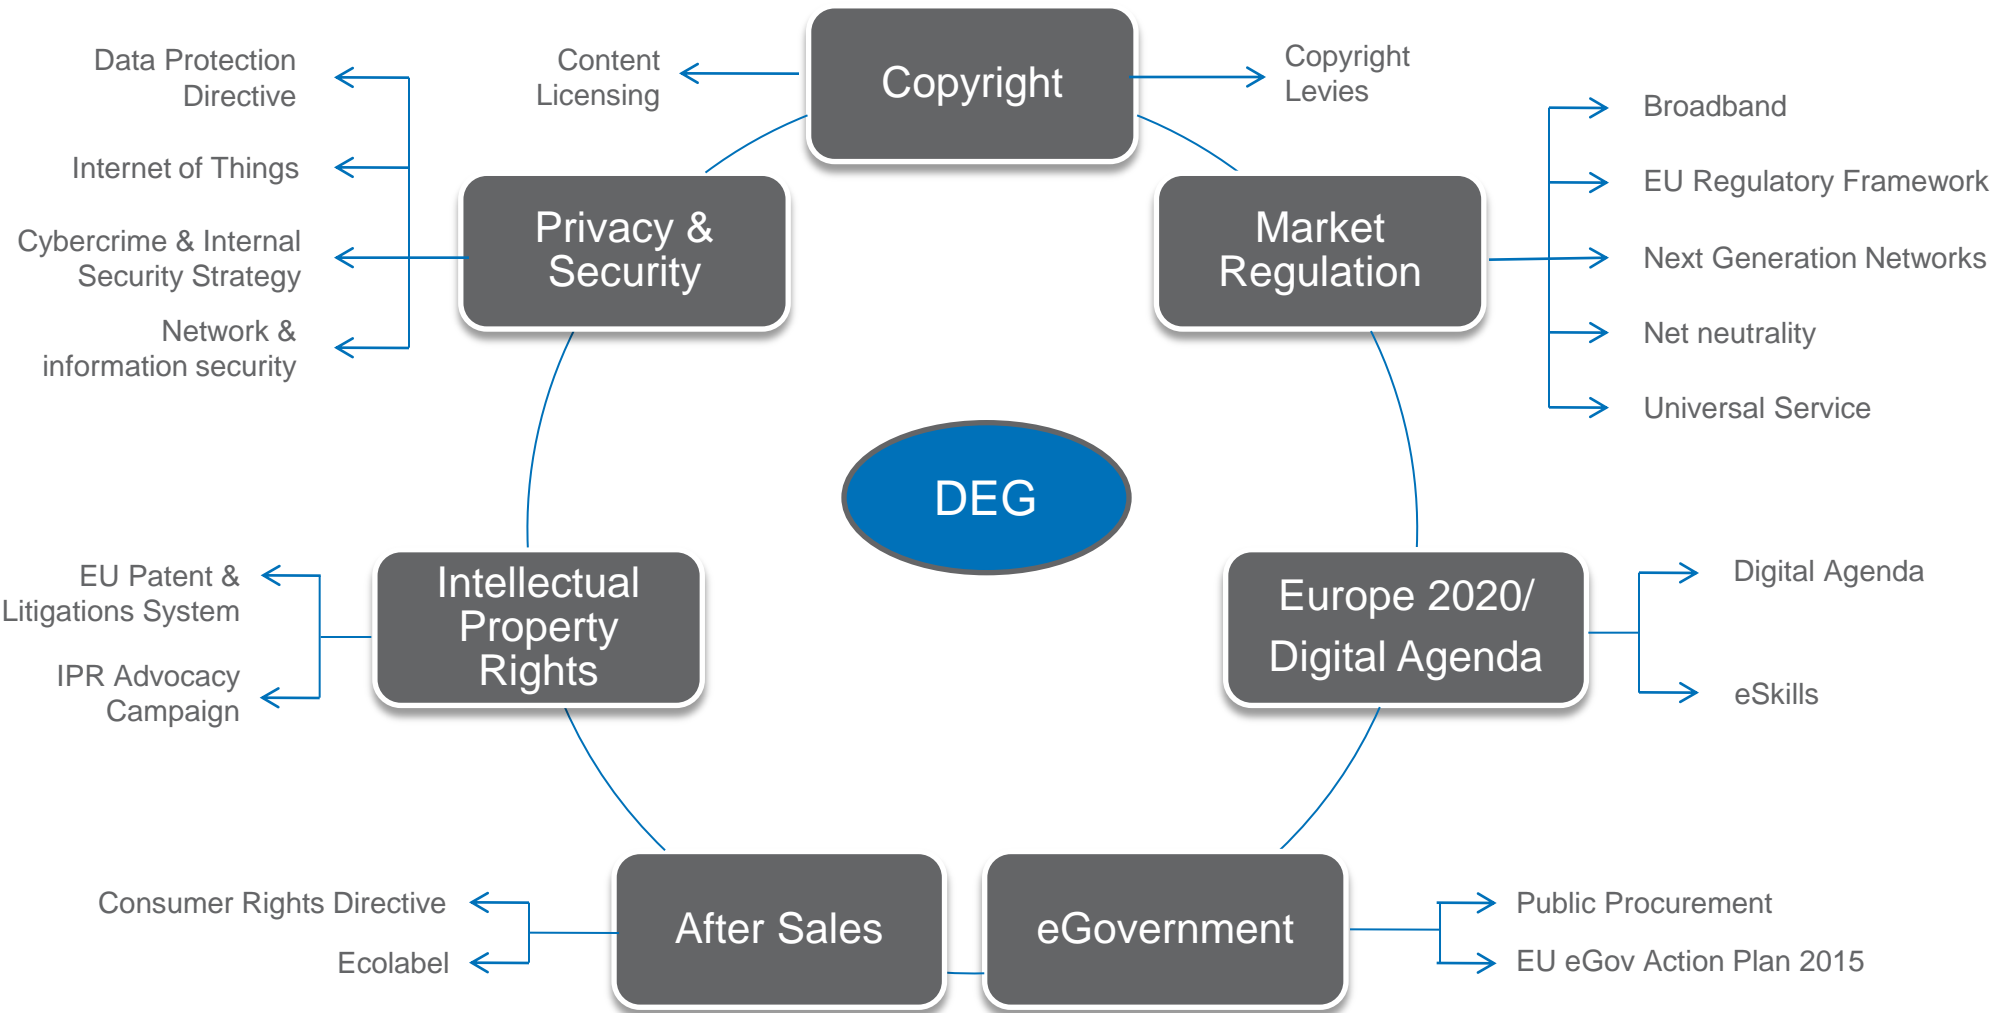 Copyright
Content
Licensing
Copyright
Levies
Data Protection
Directive
Internet of Things
Cybercrime & Internal
Security Strategy
Network &
information security
Privacy &
Security
Market
Regulation
Broadband
EU Regulatory Framework
Next Generation Networks
Net neutrality
Universal Service
DEG
EU Patent &
Litigations System
IPR Advocacy
Campaign
Intellectual
Property
Rights
Europe 2020/
Digital Agenda
Digital Agenda
eSkills
Consumer Rights Directive
Ecolabel
After Sales
eGovernment
Public Procurement
EU eGov Action Plan 2015